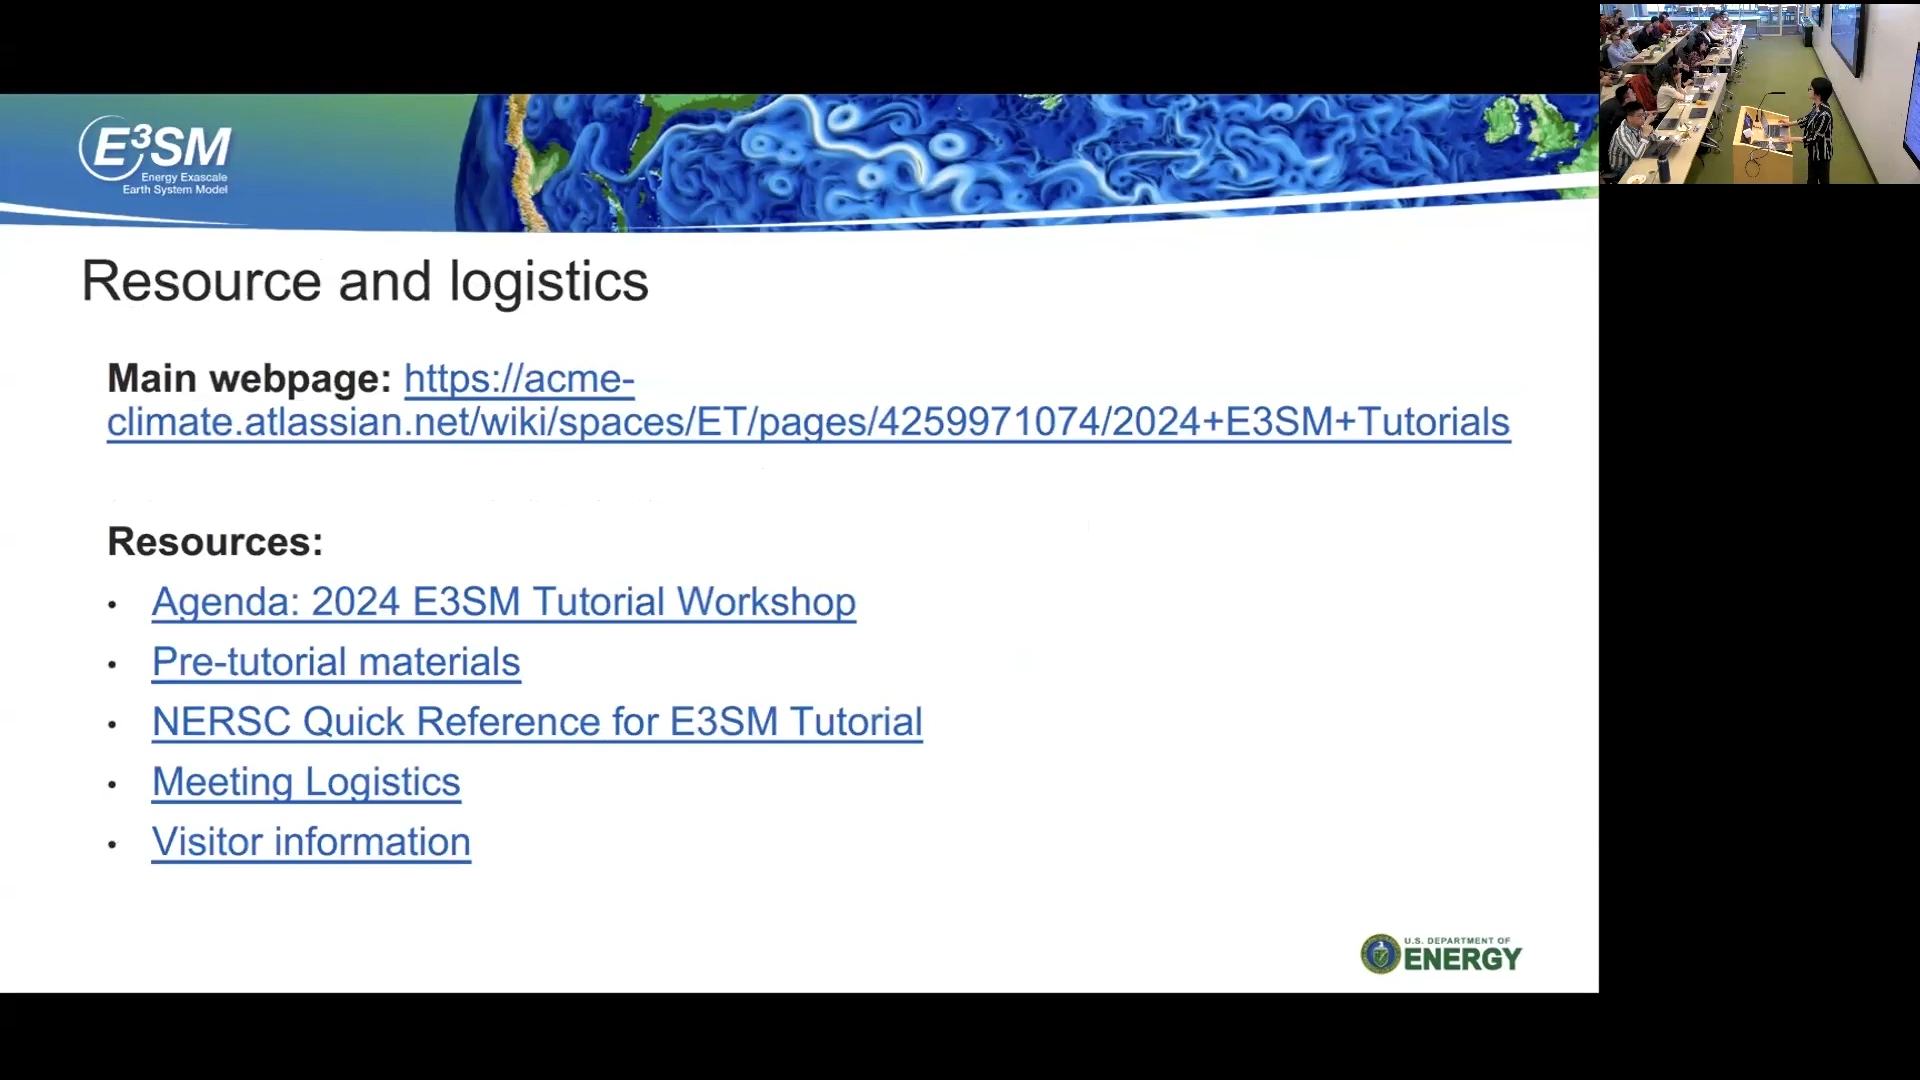 E³SM
Energy Exascale
Earth System Model
Resource and logistics
Main webpage: https://acme-
climate.atlassian.net/wiki/spaces/ET/pages/4259971074/2024+E3SM+Tutorials
Resources:
• Agenda: 2024 E3SM Tutorial Workshop
• Pre-tutorial materials
• NERSC Quick Reference for E3SM Tutorial
• Meeting Logistics
• Visitor information
U.S. DEPARTMENT OF
ENERGY